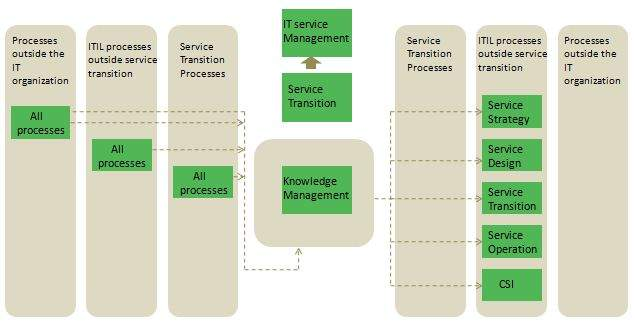 Processes
outside the
IT
organization
All
processes
ITIL processes
outside service
transition
All
processes
Service
Transition
Processes
All
processes
IT service
Management
Service
Transition
Knowledge
Management
Service
Transition
Processes
ITIL processes
outside service
transition
Service
Strategy
Service
Design
Service
Transition
Service
Operation
CSI
Processes
outside the
IT
organization